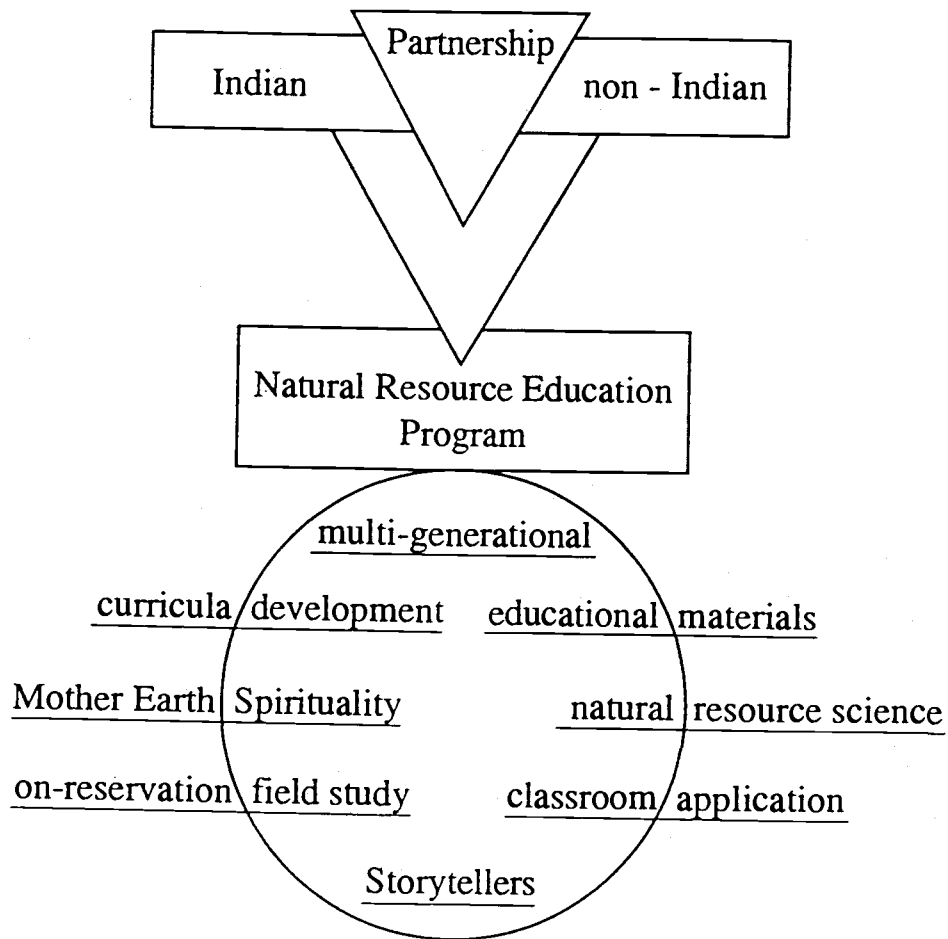 Partnership
Indian
non - Indian
Natural Resource Education
Program
multi-generational
curricula development
educational materials
Mother Earth Spirituality
natural resource science
on-reservation field study
classroom application
Storytellers